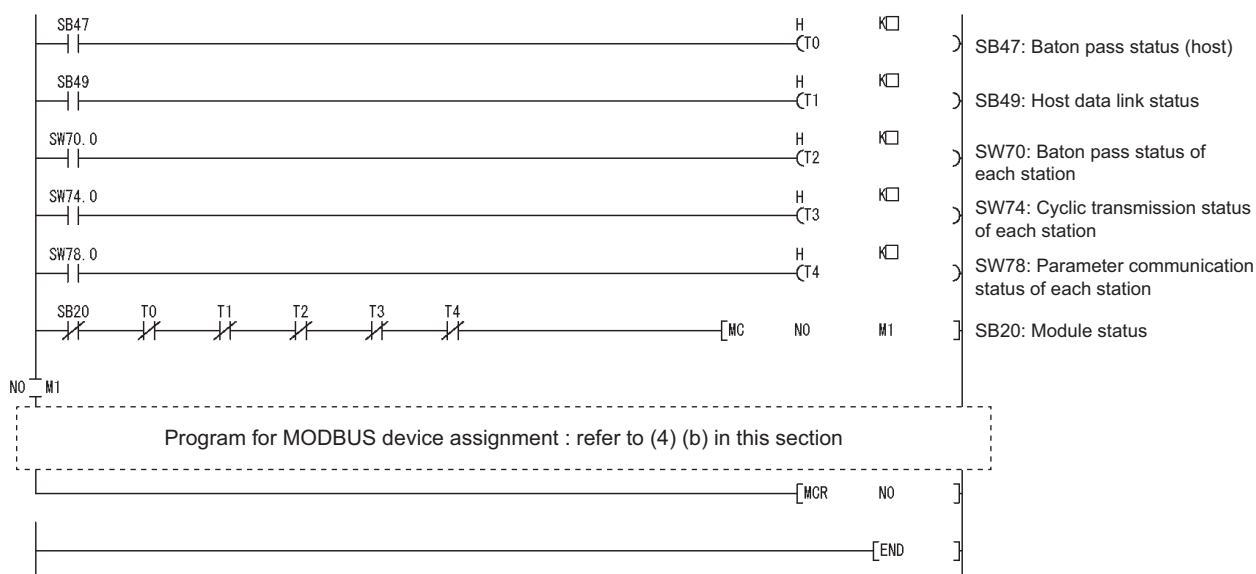 SB47 H K□
T0 SB47: Baton pass status (host)
SB49 H K□
T1 SB49: Host data link status
SW70.0 H K□
T2 SW70: Baton pass status of
each station
SW74.0 H K□
T3 SW74: Cyclic transmission status
of each station
SW78.0 H K□
T4 SW78: Parameter communication
status of each station
SB20 T0 T1 T2 T3 T4
MC N0 M1 SB20: Module status
N0 M1
Program for MODBUS device assignment : refer to (4) (b) in this section
MCR N0
END